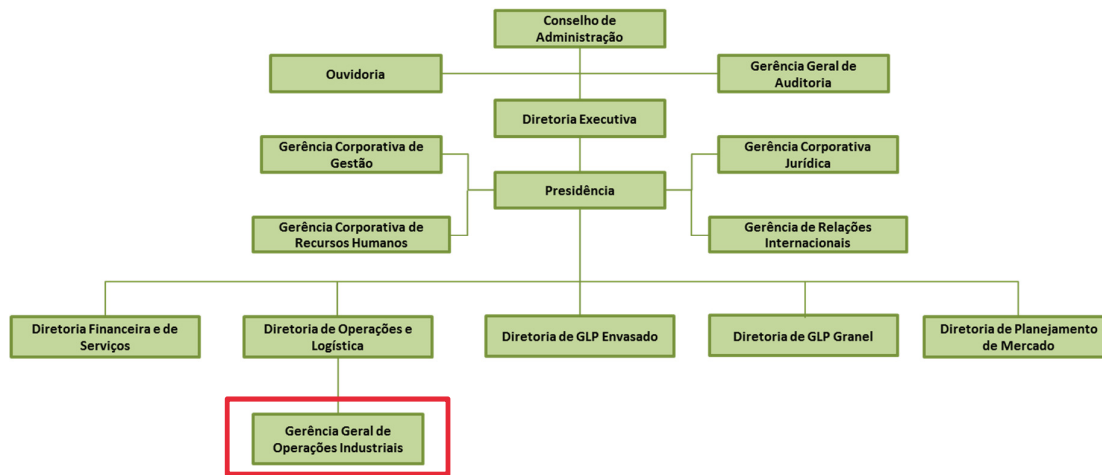 Conselho de
Administração
Ouvidoria
Gerência Geral de
Auditoria
Diretoria Executiva
Gerência Corporativa de
Gestão
Gerência Corporativa
Jurídica
Presidência
Gerência Corporativa de
Recursos Humanos
Gerência de Relações
Internacionais
Diretoria Financeira e de
Serviços
Diretoria de Operações e
Logística
Diretoria de GLP Envasado
Diretoria de GLP Granel
Diretoria de Planejamento
de Mercado
Gerência Geral de
Operações Industriais